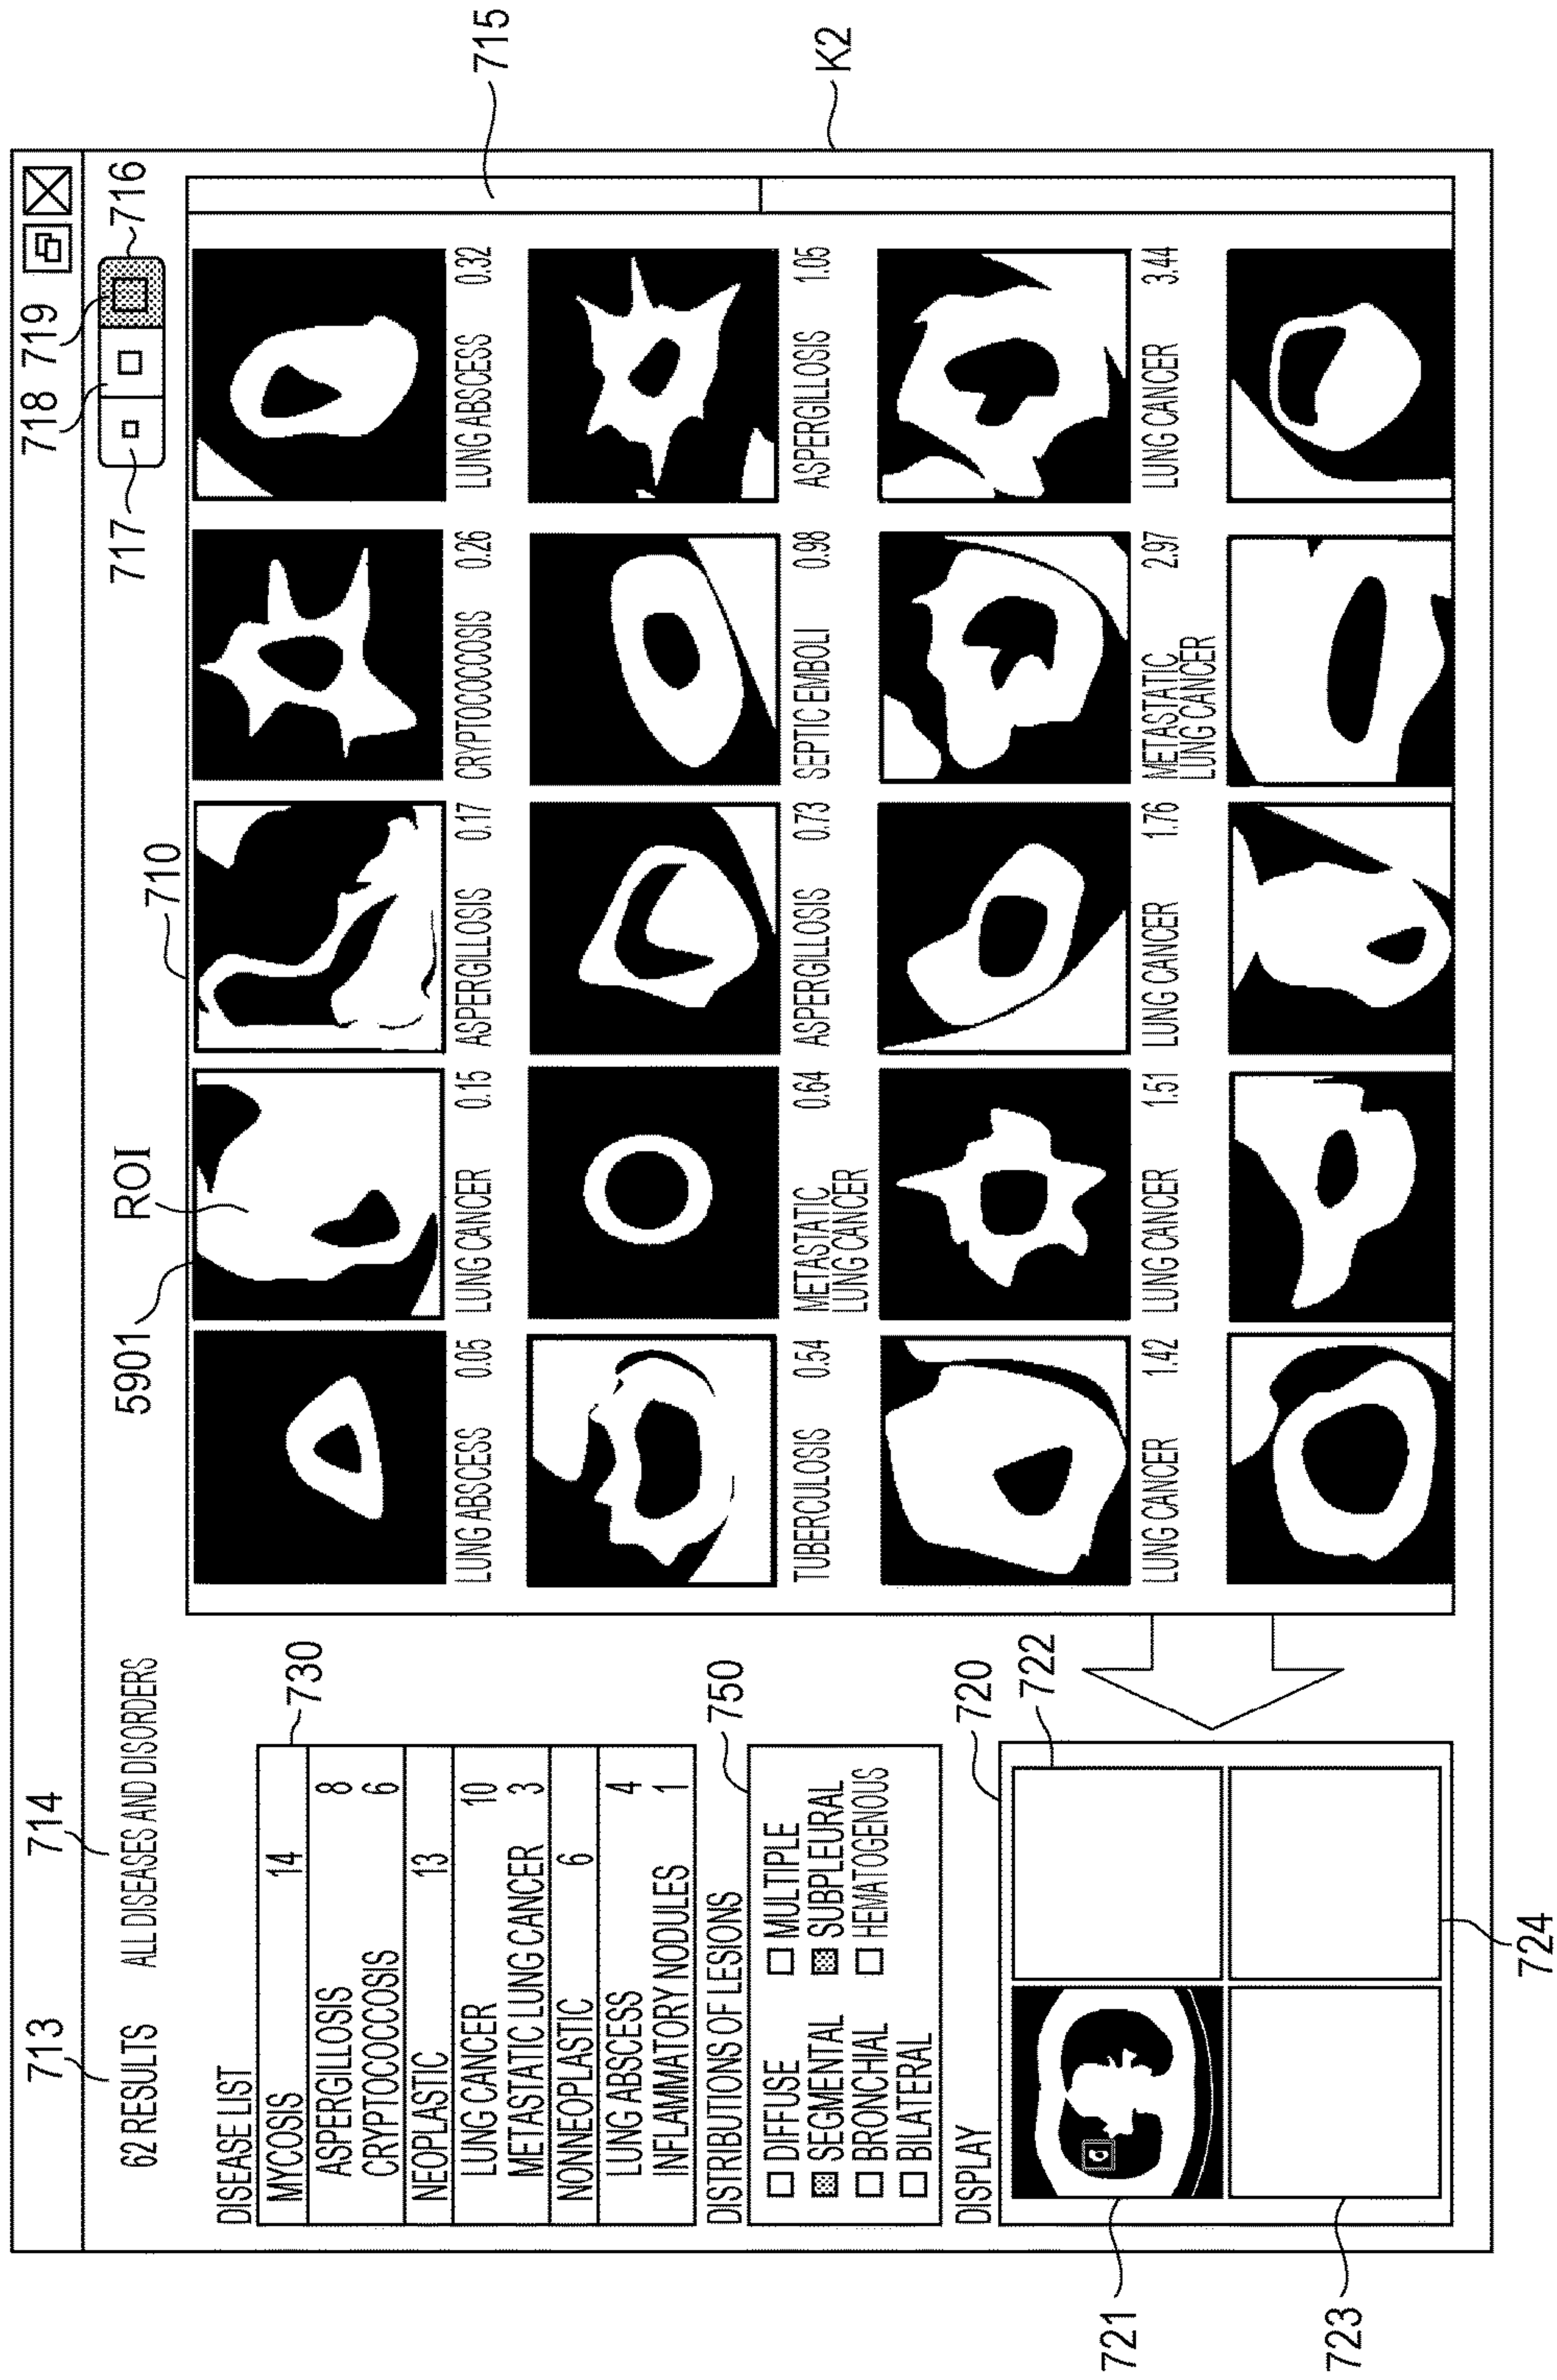 713
714
718
719
62 RESULTS
ALL DISEASES AND DISORDERS
717
716
5901
ROI
710
715
K2
DISEASE LIST
730
MYCOSIS 14
ASPERGILLOSIS 8
CRYPTOCOCCOSIS 6
NEOPLASTIC 13
LUNG CANCER 10
METASTATIC LUNG CANCER 3
NONNEOPLASTIC 6
LUNG ABSCESS 4
INFLAMMATORY NODULES 1
DISTRIBUTIONS OF LESIONS
750
DIFFUSE MULTIPLE
SEGMENTAL SUBPLEURAL
BRONCHIAL HEMATOGENOUS
BLATERAL
DISPLAY
720
722
721
723
724
LUNG ABSCESS 0.05
LUNG CANCER 0.15
ASPERGILLOSIS 0.17
CRYPTOCOCCOSIS 0.26
LUNG ABSCESS 0.32
TUBERCULOSIS 0.54
METASTATIC 0.64
LUNG CANCER
ASPERGILLOSIS 0.73
SEPTIC EMBOLI 0.98
ASPERGILLOSIS 1.05
LUNG CANCER 1.42
LUNG CANCER 1.51
LUNG CANCER 1.76
METASTATIC 2.97
LUNG CANCER
LUNG CANCER 3.44